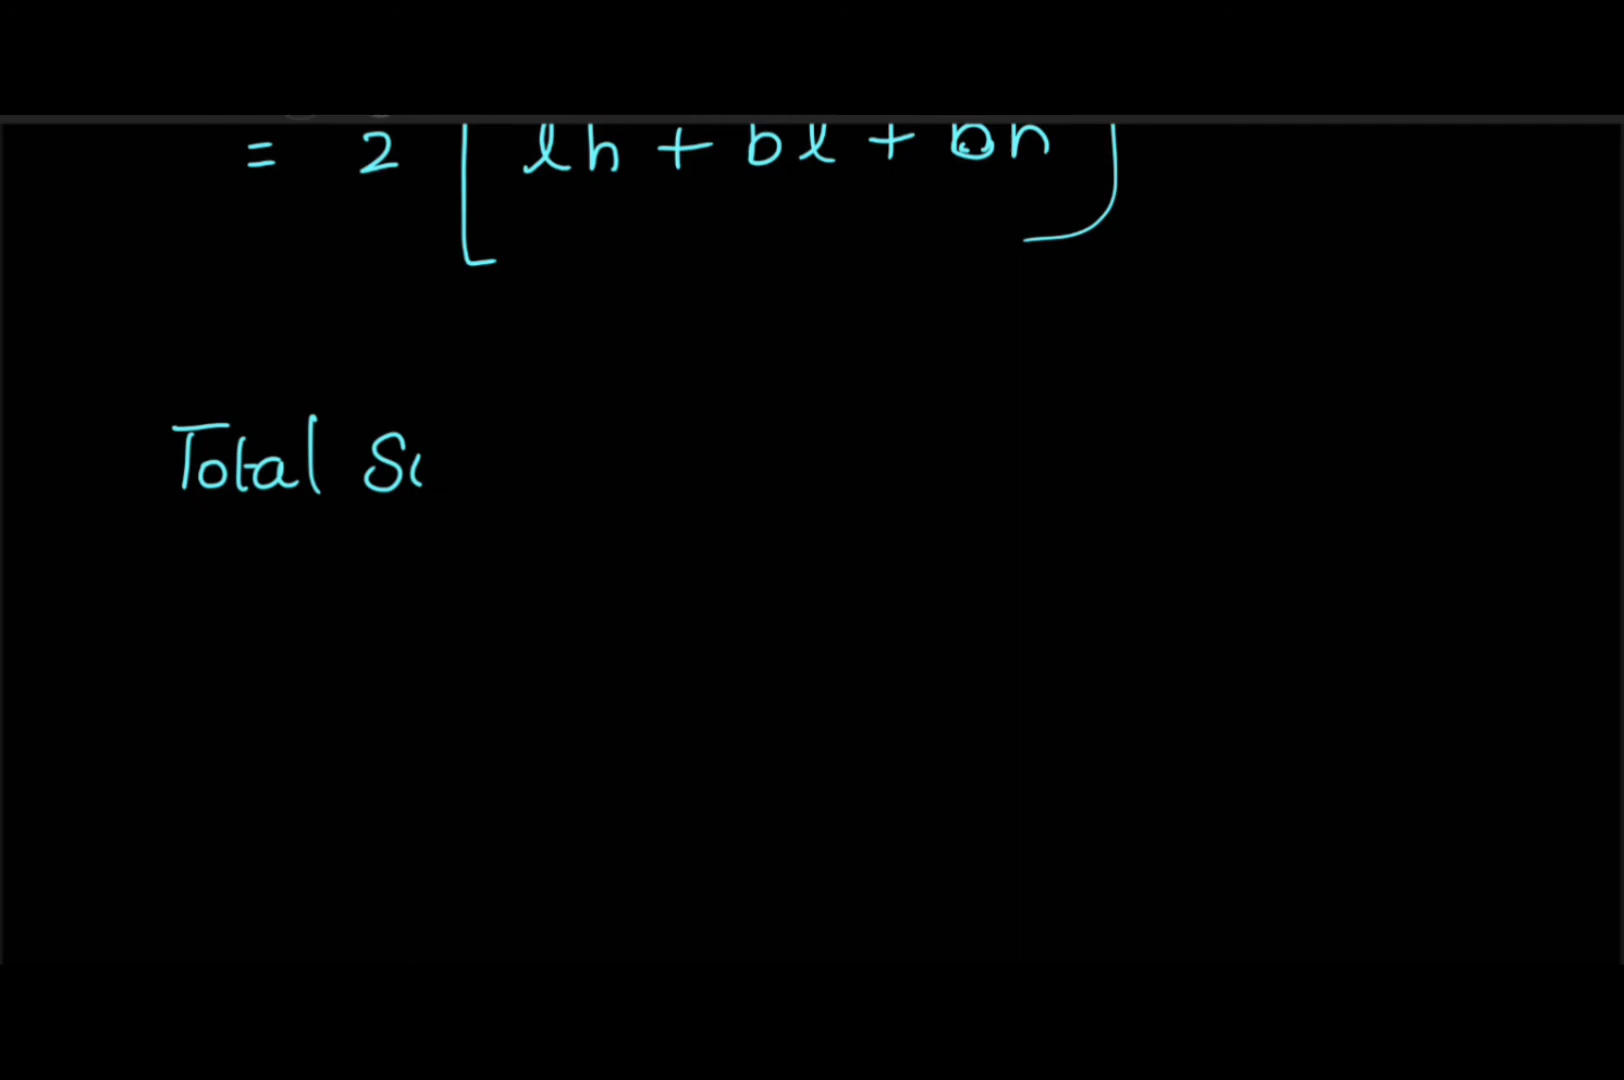 = 2 [ lh + bl + bh ]
Total Su